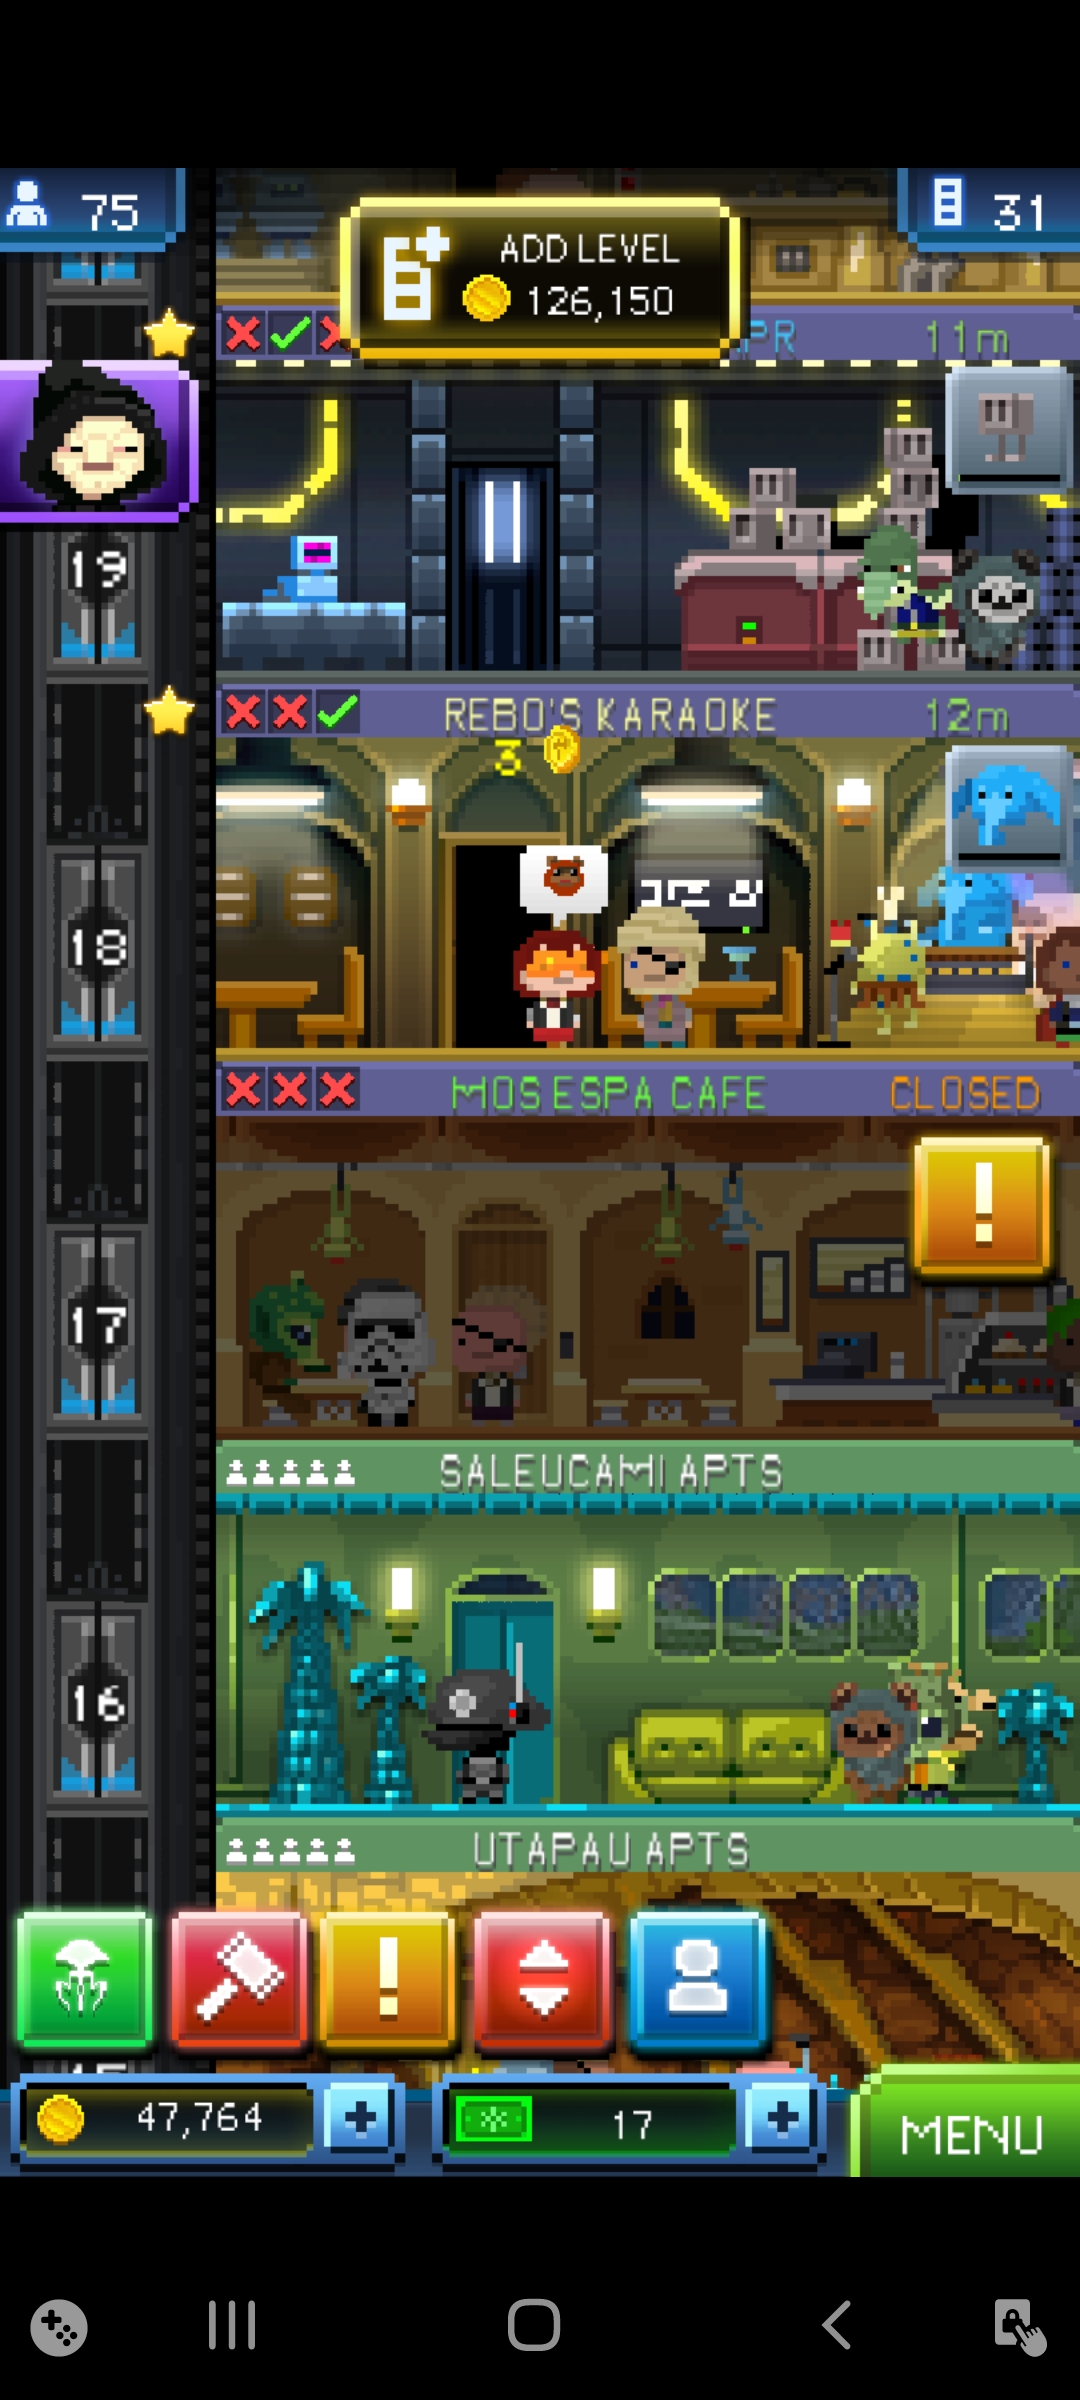 75
ADD LEVEL
126,150
31
11m
19
REBO'S KARAOKE
12m
3
18
MOS ESPA CAFE
CLOSED
!
17
SALEUCAMI APTS
16
UTAPAU APTS
!
47,764
+
17
+
MENU